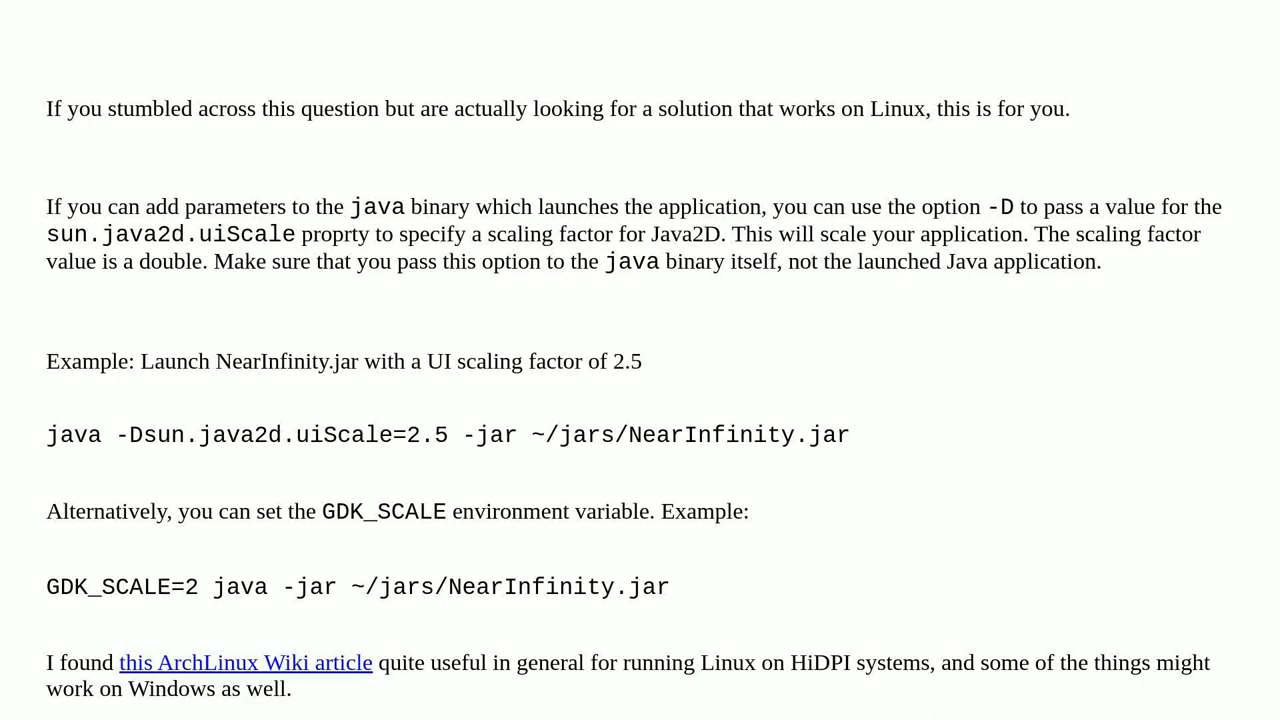 If you stumbled across this question but are actually looking for a solution that works on Linux, this is for you.
If you can add parameters to the java binary which launches the application, you can use the option -D to pass a value for the
sun.java2d.uiScale proprty to specify a scaling factor for Java2D. This will scale your application. The scaling factor
value is a double. Make sure that you pass this option to the java binary itself, not the launched Java application.
Example: Launch NearInfinity.jar with a UI scaling factor of 2.5
java -Dsun.java2d.uiScale=2.5 -jar ~/jars/NearInfinity.jar
Alternatively, you can set the GDK_SCALE environment variable. Example:
GDK_SCALE=2 java -jar ~/jars/NearInfinity.jar
I found this ArchLinux Wiki article quite useful in general for running Linux on HiDPI systems, and some of the things might
work on Windows as well.